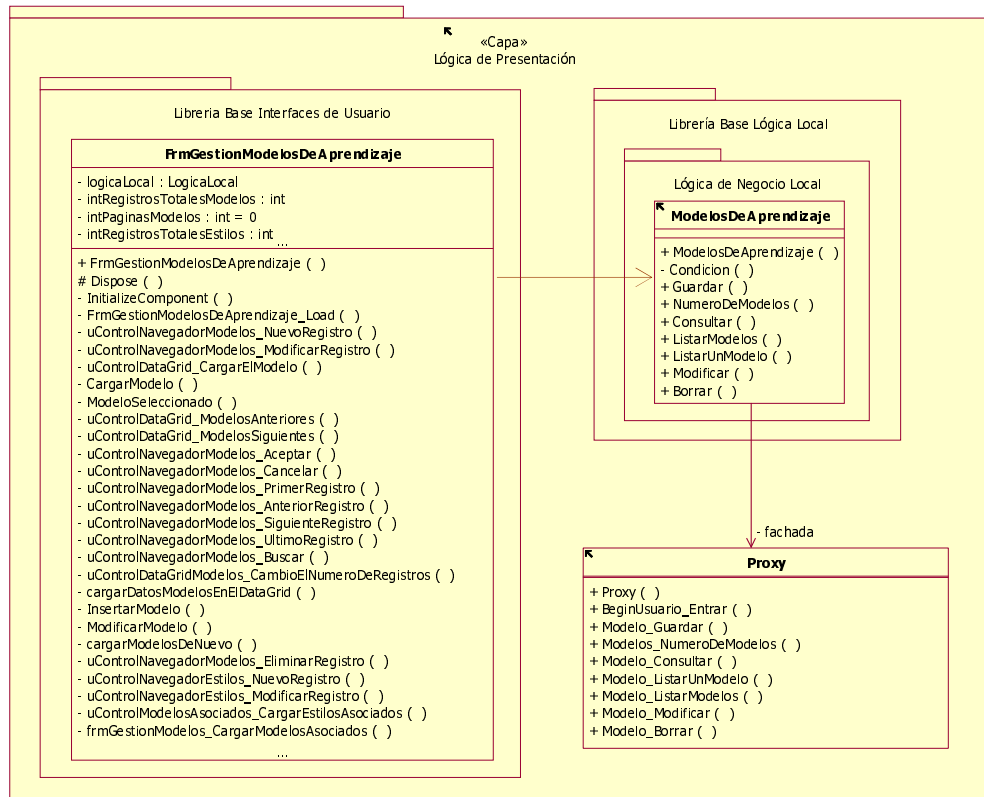 «Capa»
Lógica de Presentación
Libreria Base Interfaces de Usuario
FrmGestionModelosDeAprendizaje
- logicaLocal : LogicaLocal
- intRegistrosTotalesModelos : int
- intPaginasModelos : int = 0
- intRegistrosTotalesEstilos : int
...
+ FrmGestionModelosDeAprendizaje ( )
# Dispose ( )
- InitializeComponent ( )
- FrmGestionModelosDeAprendizaje_Load ( )
- uControlNavegadorModelos_NuevoRegistro ( )
- uControlNavegadorModelos_ModificarRegistro ( )
- uControlDataGrid_CargarElModelo ( )
- CargarModelo ( )
- ModeloSeleccionado ( )
- uControlDataGrid_ModelosAnteriores ( )
- uControlDataGrid_ModelosSiguientes ( )
- uControlNavegadorModelos_Aceptar ( )
- uControlNavegadorModelos_Cancelar ( )
- uControlNavegadorModelos_PrimerRegistro ( )
- uControlNavegadorModelos_AnteriorRegistro ( )
- uControlNavegadorModelos_SiguienteRegistro ( )
- uControlNavegadorModelos_UltimoRegistro ( )
- uControlNavegadorModelos_Buscar ( )
- uControlDataGridModelos_CambioElNumeroDeRegistros ( )
- cargarDatosModelosEnElDataGrid ( )
- InsertarModelo ( )
- ModificarModelo ( )
- cargarModelosDeNuevo ( )
- uControlNavegadorModelos_EliminarRegistro ( )
- uControlNavegadorEstilos_NuevoRegistro ( )
- uControlNavegadorEstilos_ModificarRegistro ( )
- uControlModelosAsociados_CargarEstilosAsociados ( )
- frmGestionModelos_CargarModelosAsociados ( )
...
Librería Base Lógica Local
Lógica de Negocio Local
ModelosDeAprendizaje
+ ModelosDeAprendizaje ( )
- Condicion ( )
+ Guardar ( )
+ NumeroDeModelos ( )
+ Consultar ( )
+ ListarModelos ( )
+ ListarUnModelo ( )
+ Modificar ( )
+ Borrar ( )
- fachada
Proxy
+ Proxy ( )
+ BeginUsuario_Entrar ( )
+ Modelo_Guardar ( )
+ Modelos_NumeroDeModelos ( )
+ Modelo_Consultar ( )
+ Modelo_ListarUnModelo ( )
+ Modelo_ListarModelos ( )
+ Modelo_Modificar ( )
+ Modelo_Borrar ( )